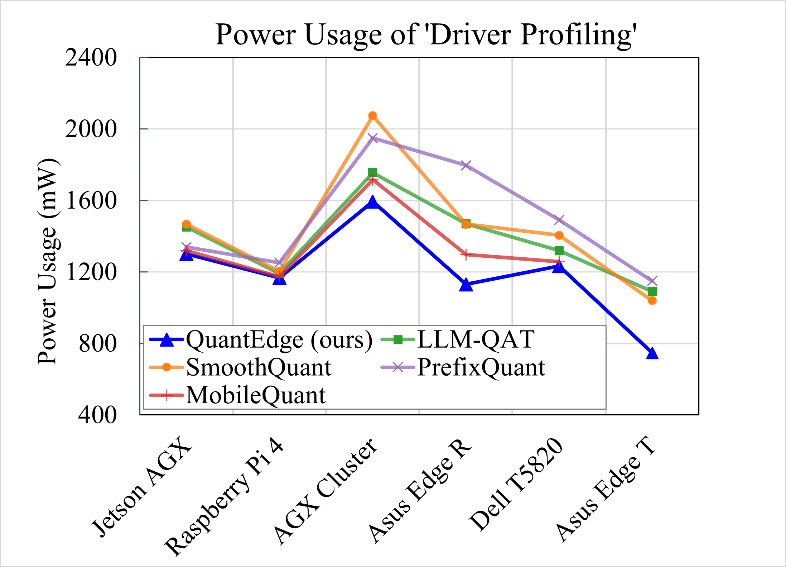 Power Usage of 'Driver Profiling'
Power Usage (mW)
2400
2000
1600
1200
800
400
QuantEdge (ours)
LLM-QAT
SmoothQuant
PrefixQuant
MobileQuant
Jetson AGX
Raspberry Pi 4
AGX Cluster
Asus Edge R
Dell T5820
Asus Edge T